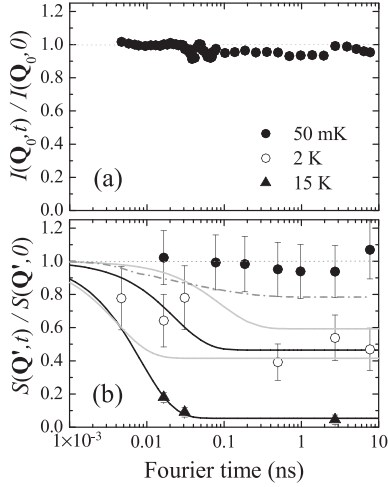 1.2
1.0
0.8
0.6
0.4
0.2
0.0
I(Q₀,t) / I(Q₀,0)
50 mK
2 K
15 K
(a)
1.0
0.8
0.6
0.4
0.2
0.0
S(Q',t) / S(Q',0)
(b)
1×10⁻³ 0.01 0.1 1 10
Fourier time (ns)